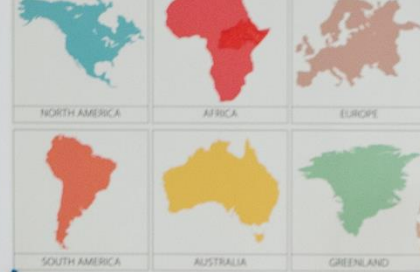 NORTH AMERICA
AFRICA
EUROPE
SOUTH AMERICA
AUSTRALIA
GREENLAND